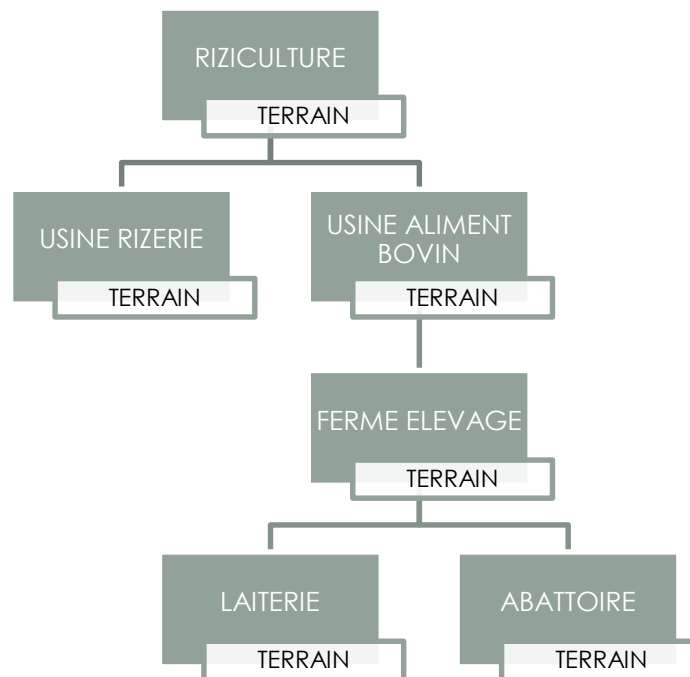 RIZICULTURE
TERRAIN
USINE RIZERIE
TERRAIN
USINE ALIMENT
BOVIN
TERRAIN
FERME ELEVAGE
TERRAIN
LAITERIE
TERRAIN
ABATTOIRE
TERRAIN